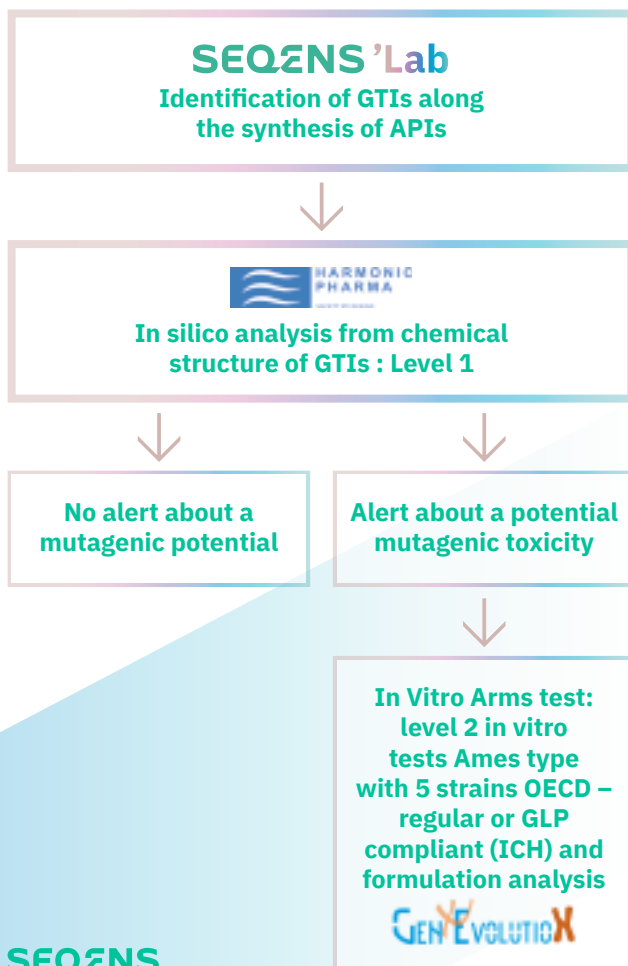 SEQENS 'Lab
Identification of GTIs along
the synthesis of APIs
HARMONIC
PHARMA
In silico analysis from chemical
structure of GTIs : Level 1
No alert about a
mutagenic potential
Alert about a potential
mutagenic toxicity
In Vitro Arms test:
level 2 in vitro
tests Ames type
with 5 strains OECD –
regular or GLP
compliant (ICH) and
formulation analysis
GENEVOLUTIOX
SEQENS